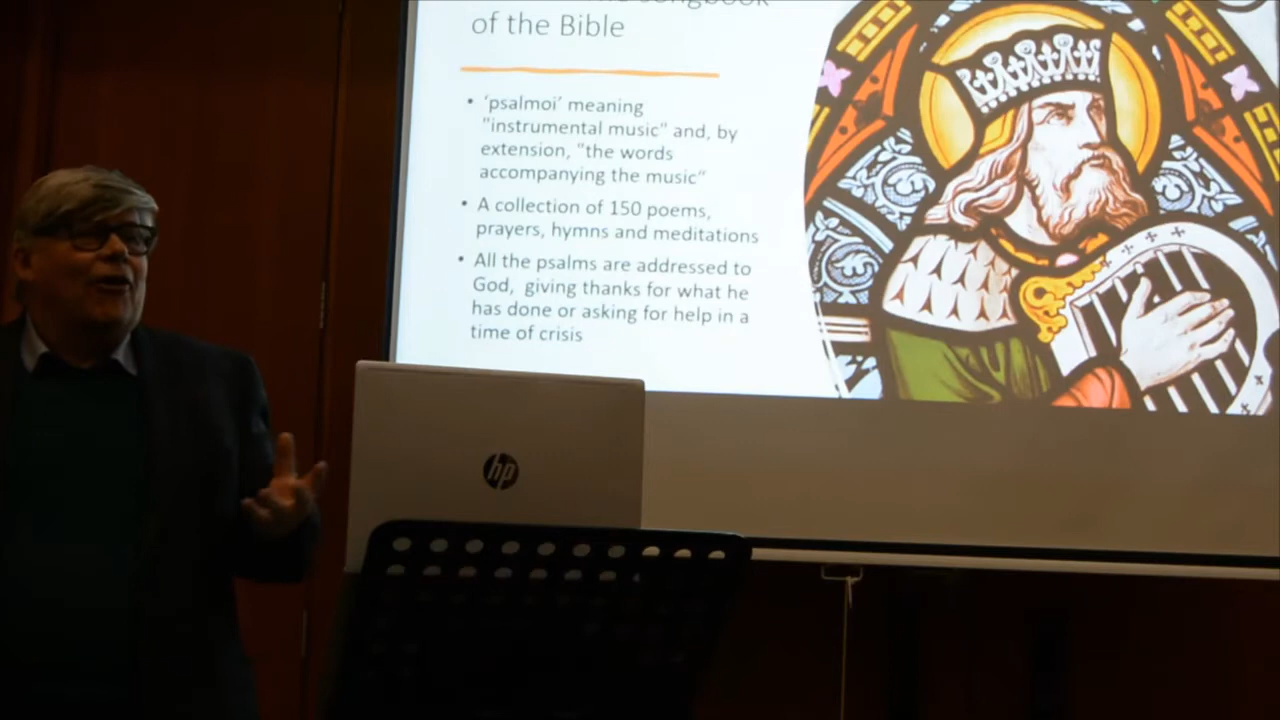 songbook
of the Bible
• ‘psalmoi’ meaning
"instrumental music" and, by
extension, "the words
accompanying the music"
• A collection of 150 poems,
prayers, hymns and meditations
• All the psalms are addressed to
God, giving thanks for what he
has done or asking for help in a
time of crisis
hp